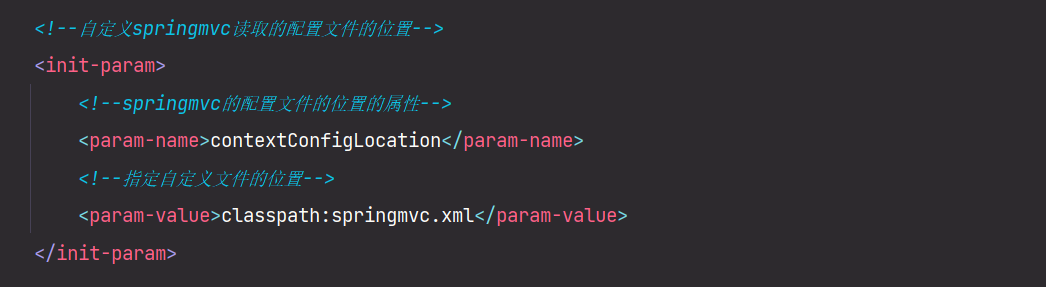 <!--自定义springmvc读取的配置文件的位置-->
<init-param>
<!--springmvc的配置文件的位置的属性-->
<param-name>contextConfigLocation</param-name>
<!--指定自定义文件的位置-->
<param-value>classpath:springmvc.xml</param-value>
</init-param>